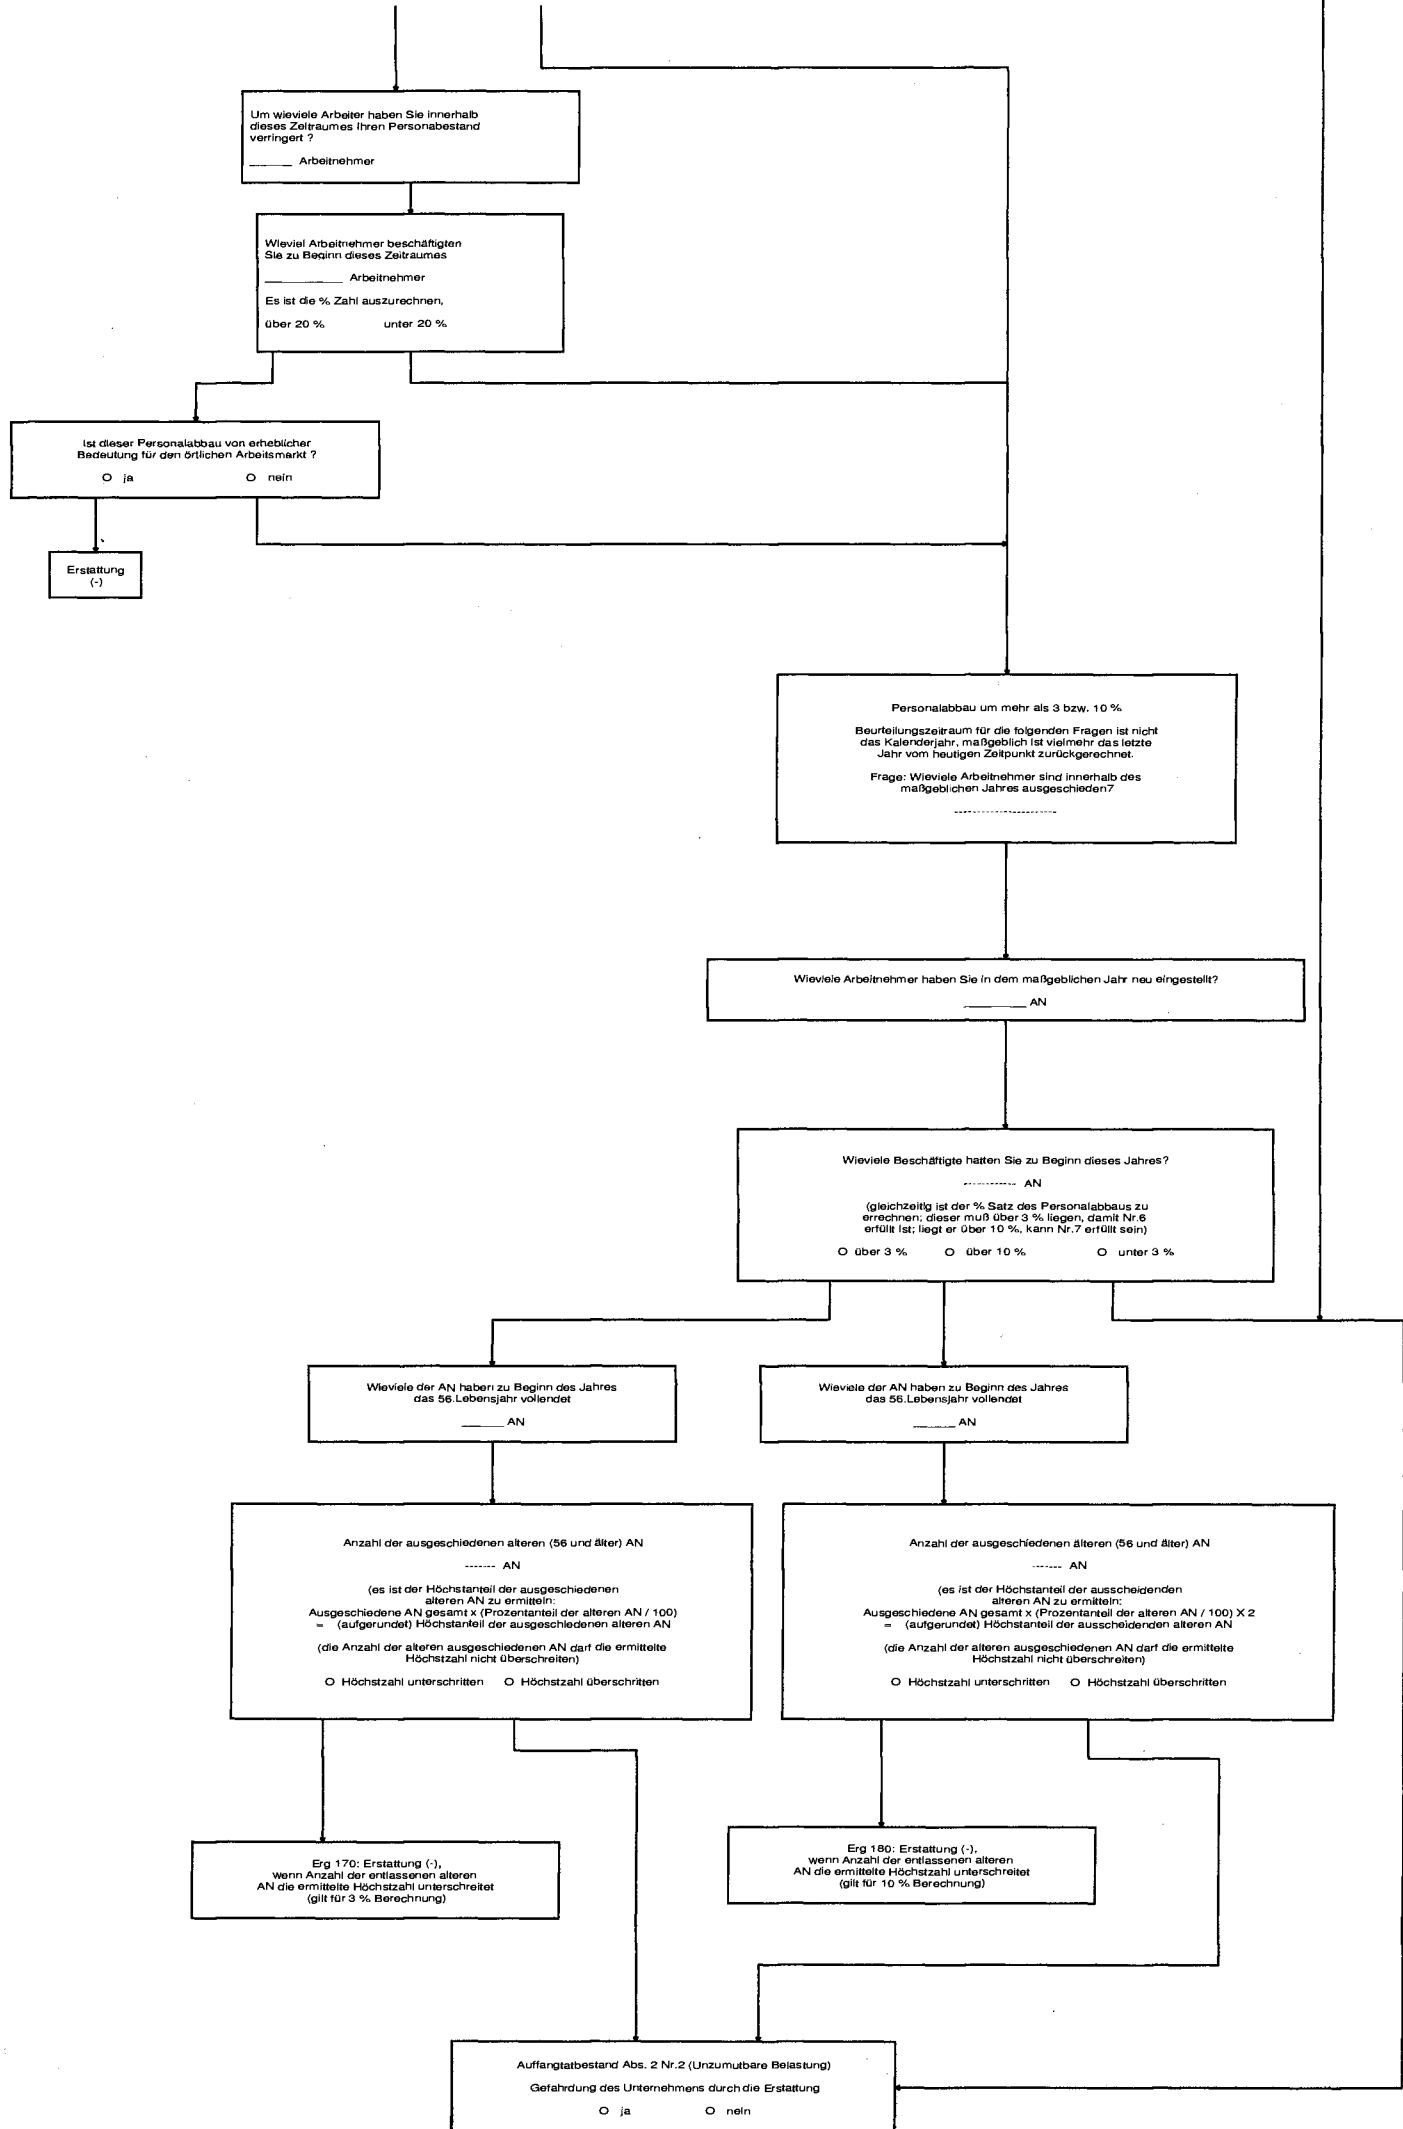 Um wieviele Arbeiter haben Sie innerhalb
dieses Zeitraumes Ihren Personabestand
verringert ?
______ Arbeitnehmer
Wieviel Arbeitnehmer beschäftigten
Sie zu Beginn dieses Zeitraumes
___________ Arbeitnehmer
Es ist die % Zahl auszurechnen,
über 20 % unter 20 %
Ist dieser Personalabbau von erheblicher
Bedeutung für den örtlichen Arbeitsmarkt ?
O ja O nein
Erstattung
(-)
Personalabbau um mehr als 3 bzw. 10 %
Beurteilungszeitraum für die folgenden Fragen ist nicht
das Kalenderjahr, maßgeblich ist vielmehr das letzte
Jahr vom heutigen Zeitpunkt zurückgerechnet.
Frage: Wieviele Arbeitnehmer sind innerhalb des
maßgeblichen Jahres ausgeschieden7
----------------------
Wieviele Arbeitnehmer haben Sie in dem maßgeblichen Jahr neu eingestellt?
_________ AN
Wieviele Beschäftigte hatten Sie zu Beginn dieses Jahres?
----------- AN
(gleichzeitig ist der % Satz des Personalabbaus zu
errechnen; dieser muß über 3 % liegen, damit Nr.6
erfüllt ist; liegt er über 10 %, kann Nr.7 erfüllt sein)
O über 3 % O über 10 % O unter 3 %
Wieviele der AN haben zu Beginn des Jahres
das 56.Lebensjahr vollendet
______ AN
Wieviele der AN haben zu Beginn des Jahres
das 56.Lebensjahr vollendet
______ AN
Anzahl der ausgeschiedenen alteren (56 und älter) AN
------- AN
(es ist der Höchstanteil der ausgeschiedenen
alteren AN zu ermitteln:
Ausgeschiedene AN gesamt x (Prozentanteil der alteren AN / 100)
= (aufgerundet) Höchstanteil der ausgeschiedenen alteren AN
(die Anzahl der alteren ausgeschiedenen AN darf die ermittelte
Höchstzahl nicht überschreiten)
O Höchstzahl unterschritten O Höchstzahl überschritten
Anzahl der ausgeschiedenen älteren (56 und älter) AN
------- AN
(es ist der Höchstanteil der ausscheidenden
alteren AN zu ermitteln:
Ausgeschiedene AN gesamt x (Prozentanteil der alteren AN / 100) X 2
= (aufgerundet) Höchstanteil der ausscheidenden alteren AN
(die Anzahl der alteren ausgeschiedenen AN darf die ermittelte
Höchstzahl nicht überschreiten)
O Höchstzahl unterschritten O Höchstzahl überschritten
Erg 170: Erstattung (-),
wenn Anzahl der entlassenen alteren
AN die ermittelte Höchstzahl unterschreitet
(gilt für 3 % Berechnung)
Erg 180: Erstattung (-),
wenn Anzahl der entlassenen alteren
AN die ermittelte Höchstzahl unterschreitet
(gilt für 10 % Berechnung)
Auffangtatbestand Abs. 2 Nr.2 (Unzumutbare Belastung)
Gefahrdung des Unternehmens durch die Erstattung
O ja O nein